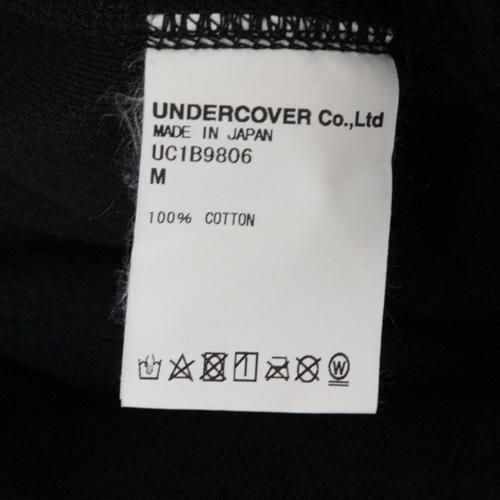 UNDERCOVER Co.,Ltd
MADE IN JAPAN
UC1B9806
M
100% COTTON
W